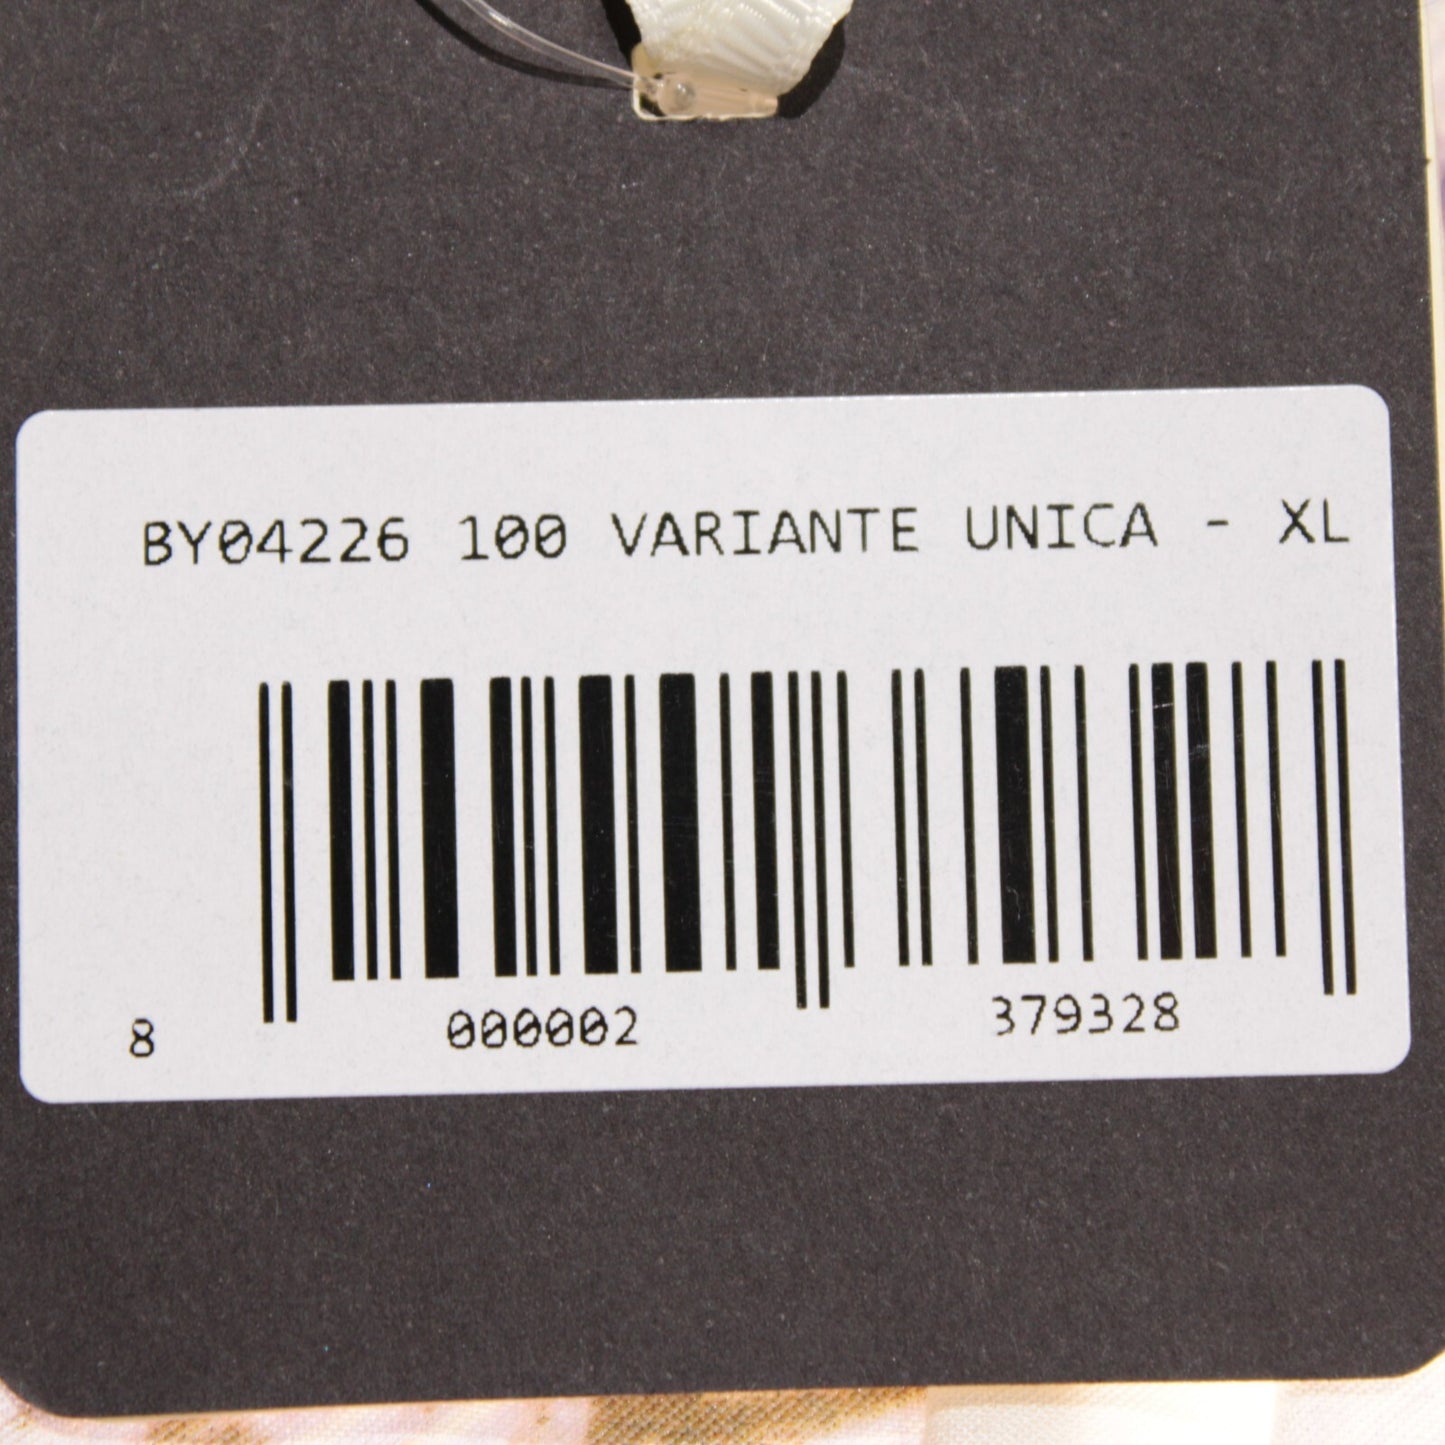 BY04226 100 VARIANTE UNICA - XL
8 000002 379328